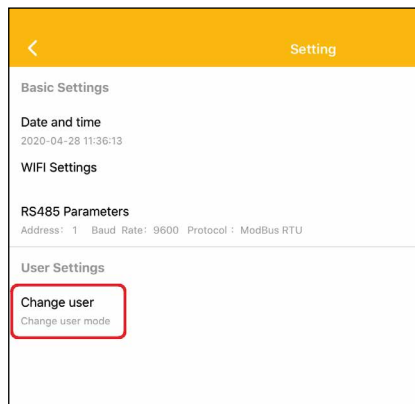 Setting
Basic Settings
Date and time
2020-04-28 11:36:13
WIFI Settings
RS485 Parameters
Address: 1 Baud Rate: 9600 Protocol : ModBus RTU
User Settings
Change user
Change user mode